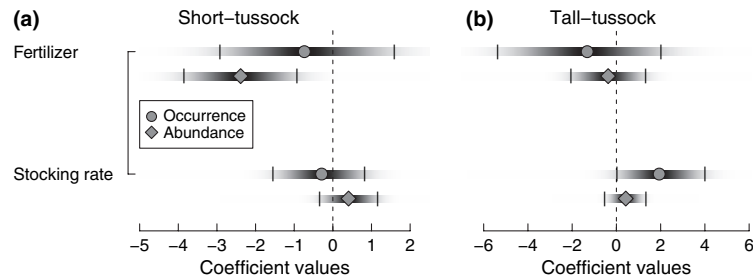 (a) Short-tussock
(b) Tall-tussock
Fertilizer
Occurrence
Abundance
Stocking rate
−5 −4 −3 −2 −1 0 1 2
−6 −4 −2 0 2 4 6
Coefficient values
Coefficient values